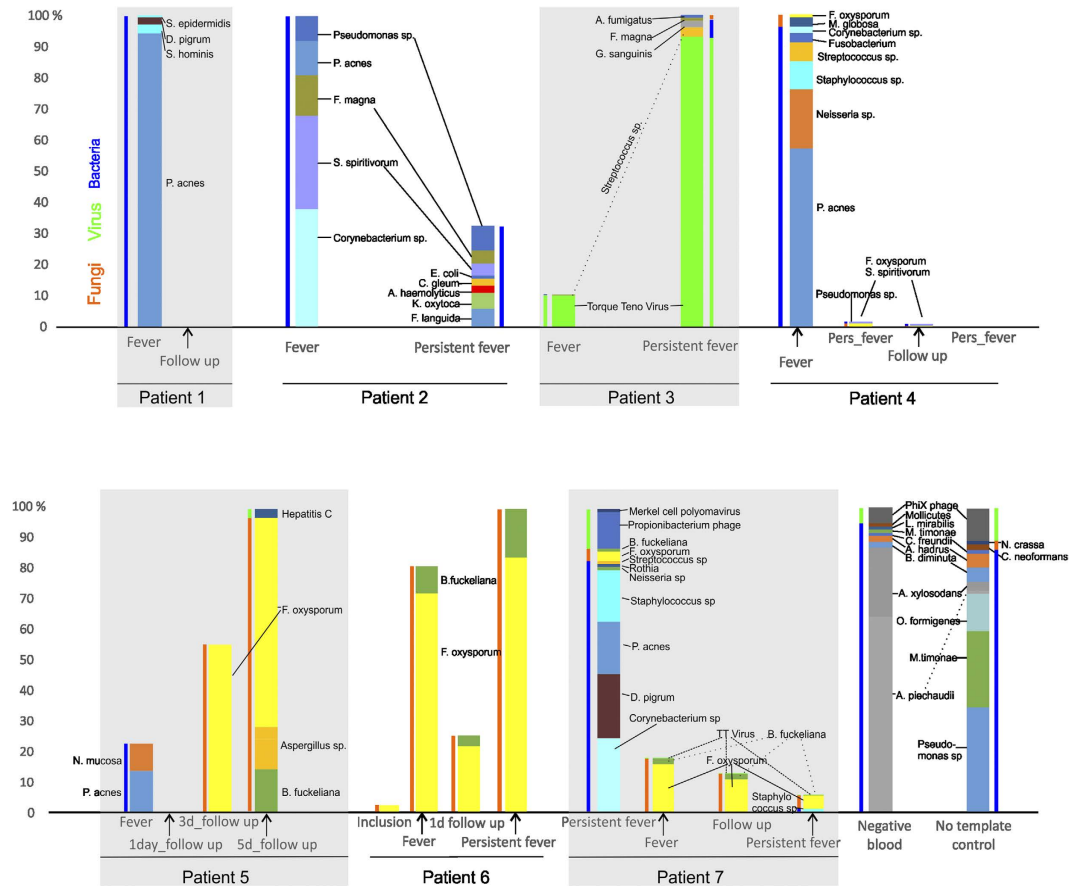 100 %
90
80
70
60
50
40
30
20
10
0
Fungi Virus Bacteria
S. epidermidis
D. pigrum
S. hominis
P. acnes
Fever
Follow up
Patient 1
Pseudomonas sp.
P. acnes
F. magna
S. spiritivorum
Corynebacterium sp.
E. coli
C. gleum
A. haemolyticus
K. oxytoca
F. languida
Fever
Persistent fever
Patient 2
A. fumigatus
F. magna
G. sanguinis
Streptococcus sp.
Torque Teno Virus
Fever
Persistent fever
Patient 3
F. oxysporum
M. globosa
Corynebacterium sp.
Fusobacterium
Streptococcus sp.
Staphylococcus sp.
Neisseria sp.
P. acnes
F. oxysporum
S. spiritivorum
Pseudomonas sp.
Fever
Pers_fever
Follow up
Pers_fever
Patient 4
100 %
90
80
70
60
50
40
30
20
10
0
Hepatitis C
F. oxysporum
Aspergillus sp.
B. fuckeliana
N. mucosa
P. acnes
Fever
1day_follow up
3d_follow up
5d_follow up
Patient 5
B.fuckeliana
F. oxysporum
Inclusion
Fever
1d follow up
Persistent fever
Patient 6
Merkel cell polyomavirus
Propionibacterium phage
B. fuckeliana
F. oxysporum
Streptococcus sp
Rothia
Neisseria sp
Staphylococcus sp
P. acnes
D. pigrum
Corynebacterium sp
TT Virus
B. fuckeliana
F. oxysporum
Staphylo
coccus sp
Persistent fever
Fever
Follow up
Persistent fever
Patient 7
PhiX phage
Mollicutes
L. mirabilis
M. timonae
C. freundii
A. hadrus
B. diminuta
A. xylosodans
O. formigenes
M.timonae
A. piechaudii
Pseudo-
monas sp
N. crassa
C. neoformans
Negative
blood
No template
control